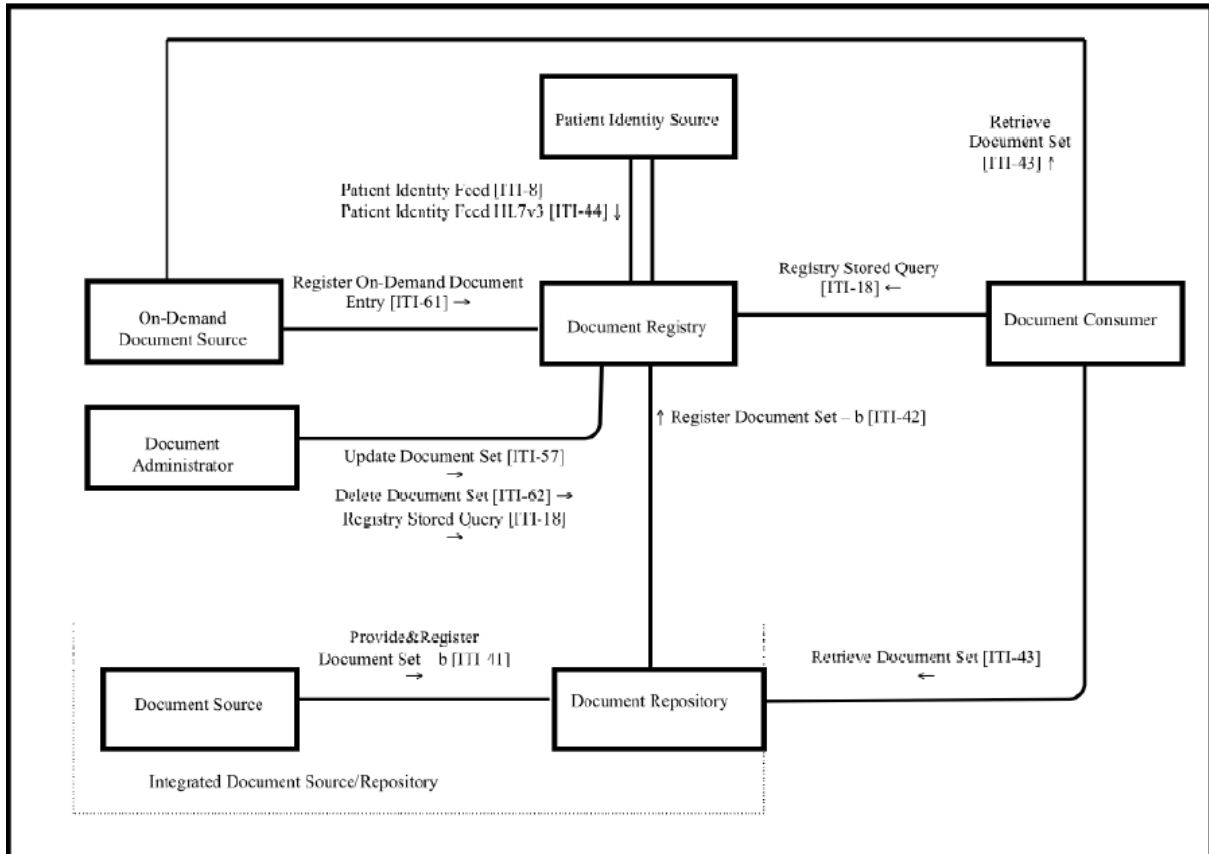 Patient Identity Source
Retrieve
Document Set
[ITI-43] ↑
Patient Identity Feed [ITI-8]
Patient Identity Feed HL7v3 [ITI-44] ↓
Register On-Demand Document
Entry [ITI-61] →
Registry Stored Query
[ITI-18] ←
On-Demand
Document Source
Document Registry
Document Consumer
↑ Register Document Set – b [ITI-42]
Document
Administrator
Update Document Set [ITI-57]
→
Delete Document Set [ITI-62] →
Registry Stored Query [ITI-18]
→
Provide&Register
Document Set – b [ITI-41]
→
Retrieve Document Set [ITI-43]
←
Document Source
Document Repository
Integrated Document Source/Repository